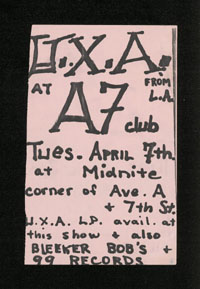 U.X.A.
AT FROM L.A.
A7
club
Tues. APRIL 7th.
at Midnite
corner of Ave. A
+ 7th St.
U.X.A. L.P. avail. at
this show & also
BLEEKER BOB'S +
99 RECORDS